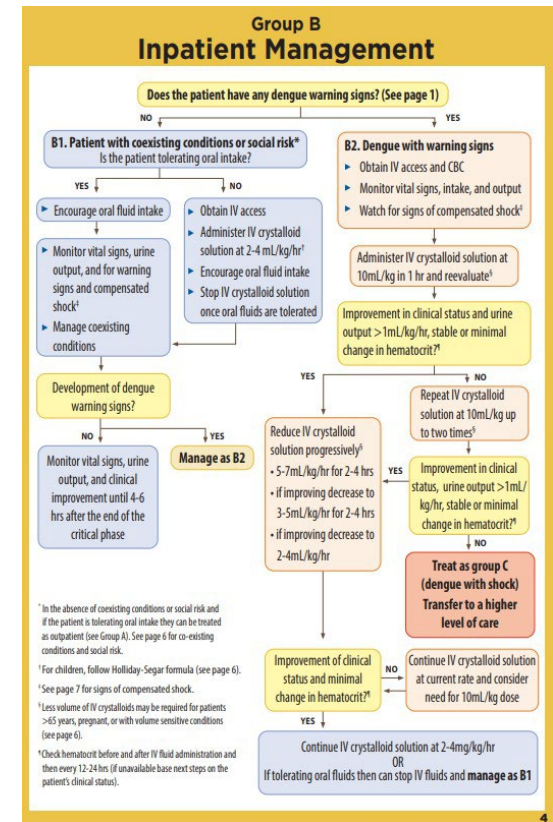 Group B
Inpatient Management
Does the patient have any dengue warning signs? (See page 1)
NO
YES
B1. Patient with coexisting conditions or social risk*
Is the patient tolerating oral intake?
B2. Dengue with warning signs
▶ Obtain IV access and CBC
▶ Monitor vital signs, intake, and output
▶ Watch for signs of compensated shock‡
YES
NO
▶ Encourage oral fluid intake
▶ Obtain IV access
▶ Administer IV crystalloid
solution at 2-4 mL/kg/hr†
▶ Encourage oral fluid intake
▶ Stop IV crystalloid solution
once oral fluids are tolerated
▶ Monitor vital signs, urine
output, and for warning
signs and compensated
shock‡
▶ Manage coexisting
conditions
Administer IV crystalloid solution at
10mL/kg in 1 hr and reevaluate§
Improvement in clinical status and urine
output >1mL/kg/hr, stable or minimal
change in hematocrit?¶
YES
NO
Development of dengue
warning signs?
NO
YES
Monitor vital signs, urine
output, and clinical
improvement until 4-6
hrs after the end of the
critical phase
Manage as B2
Reduce IV crystalloid
solution progressively§
• 5-7mL/kg/hr for 2-4 hrs
• if improving decrease to
3-5mL/kg/hr for 2-4 hrs
• if improving decrease to
2-4mL/kg/hr
Repeat IV crystalloid
solution at 10mL/kg up
to two times§
YES
Improvement in clinical
status, urine output >1mL/
kg/hr, stable or minimal
change in hematocrit?¶
NO
Treat as group C
(dengue with shock)
Transfer to a higher
level of care
* In the absence of coexisting conditions or social risk and
if the patient is tolerating oral intake they can be treated
as outpatient (see Group A). See page 6 for co-existing
conditions and social risk.
† For children, follow Holliday-Segar formula (see page 6).
‡ See page 7 for signs of compensated shock.
§ Less volume of IV crystalloids may be required for patients
>65 years, pregnant, or with volume sensitive conditions
(see page 6).
¶ Check hematocrit before and after IV fluid administration and
then every 12-24 hrs (if unavailable base next steps on the
patient's clinical status).
Improvement of clinical
status and minimal
change in hematocrit?¶
NO
Continue IV crystalloid solution
at current rate and consider
need for 10mL/kg dose
YES
Continue IV crystalloid solution at 2-4mg/kg/hr
OR
If tolerating oral fluids then can stop IV fluids and manage as B1
4